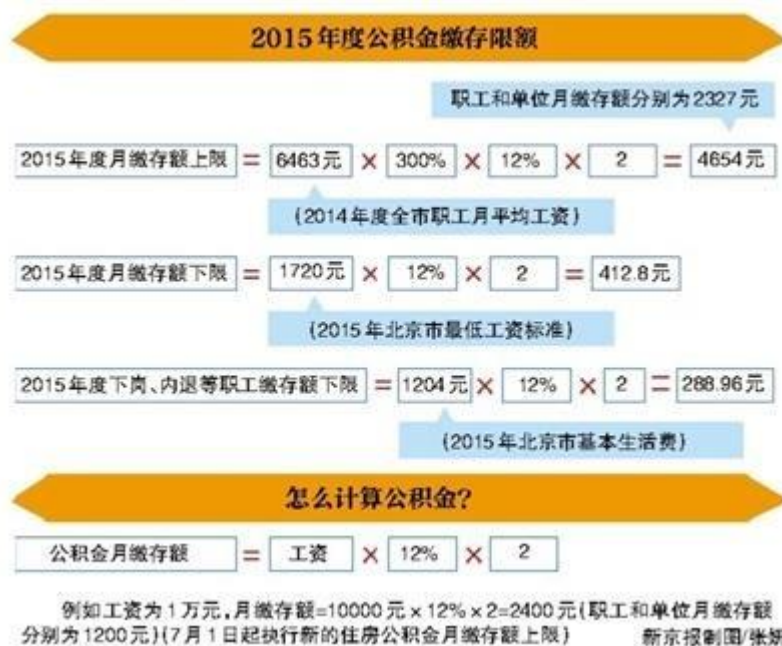 2015年度公积金缴存限额
职工和单位月缴存额分别为2327元
2015年度月缴存额上限 = 6463元 × 300% × 12% × 2 = 4654元
(2014年度全市职工月平均工资)
2015年度月缴存额下限 = 1720元 × 12% × 2 = 412.8元
(2015年北京市最低工资标准)
2015年度下岗、内退等职工缴存额下限 = 1204元 × 12% × 2 = 288.96元
(2015年北京市基本生活费)
怎么计算公积金?
公积金月缴存额 = 工资 × 12% × 2
例如工资为1万元,月缴存额=10000元×12%×2=2400元(职工和单位月缴存额
分别为1200元)(7月1日起执行新的住房公积金月缴存额上限) 新京报制图/张